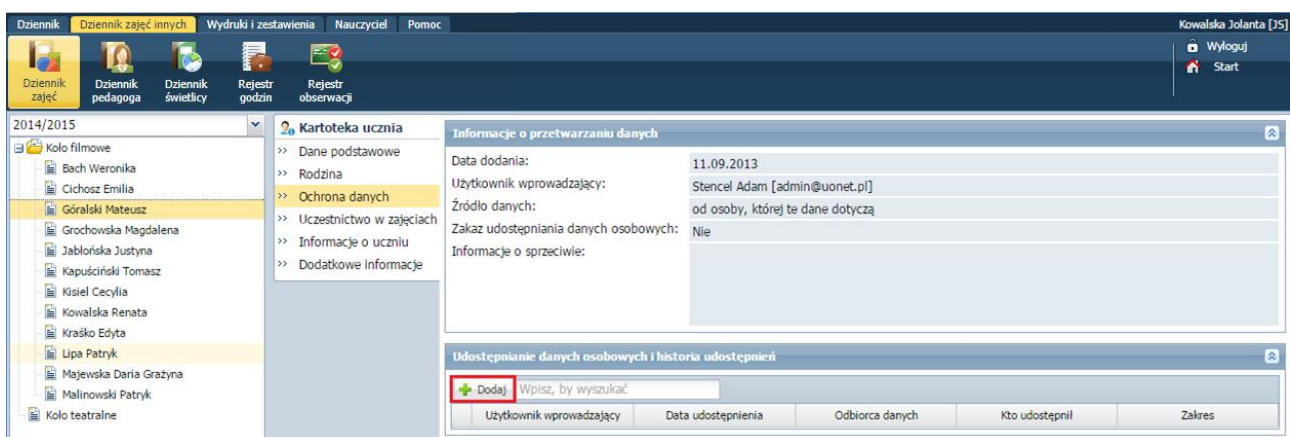 Dziennik Dziennik zajęć innych Wydruki i zestawienia Nauczyciel Pomoc Kowalska Jolanta [JS]
Dziennik zajęć
Dziennik pedagoga
Dziennik świetlicy
Rejestr godzin
Rejestr obserwacji
Wyloguj
Start
2014/2015
Koło filmowe
Bach Weronika
Cichosz Emilia
Góralski Mateusz
Grochowska Magdalena
Jabłońska Justyna
Kapuściński Tomasz
Kisiel Cecylia
Kowalska Renata
Kraśko Edyta
Lipa Patryk
Majewska Daria Grażyna
Malinowski Patryk
Koło teatralne
Kartoteka ucznia
Dane podstawowe
Rodzina
Ochrona danych
Uczestnictwo w zajęciach
Informacje o uczniu
Dodatkowe informacje
Informacje o przetwarzaniu danych
Data dodania: 11.09.2013
Użytkownik wprowadzający: Stencel Adam [admin@uonet.pl]
Źródło danych: od osoby, której te dane dotyczą
Zakaz udostępniania danych osobowych: Nie
Informacje o sprzeciwie:
Udostępnianie danych osobowych i historia udostępnień
Dodaj Wpisz, by wyszukać
Użytkownik wprowadzający Data udostępnienia Odbiorca danych Kto udostępnił Zakres